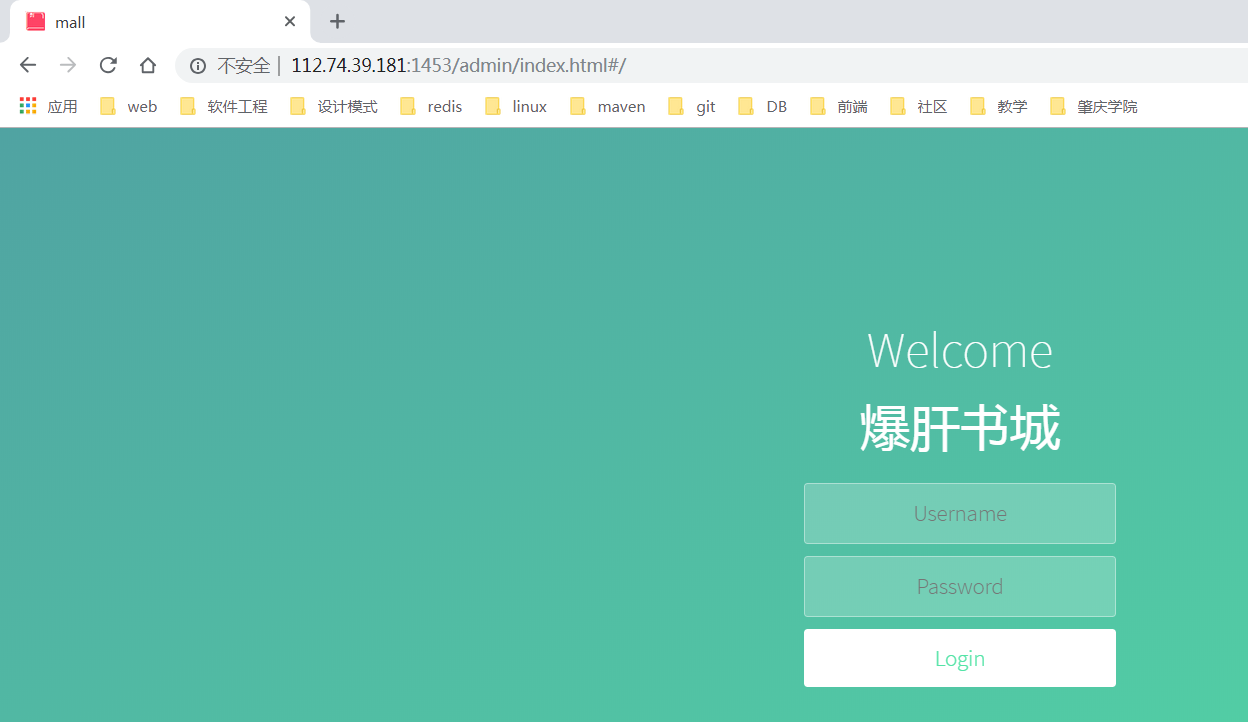 mall
不安全 | 112.74.39.181:1453/admin/index.html#/
应用 web 软件工程 设计模式 redis linux maven git DB 前端 社区 教学 肇庆学院
Welcome
爆肝书城
Username
Password
Login